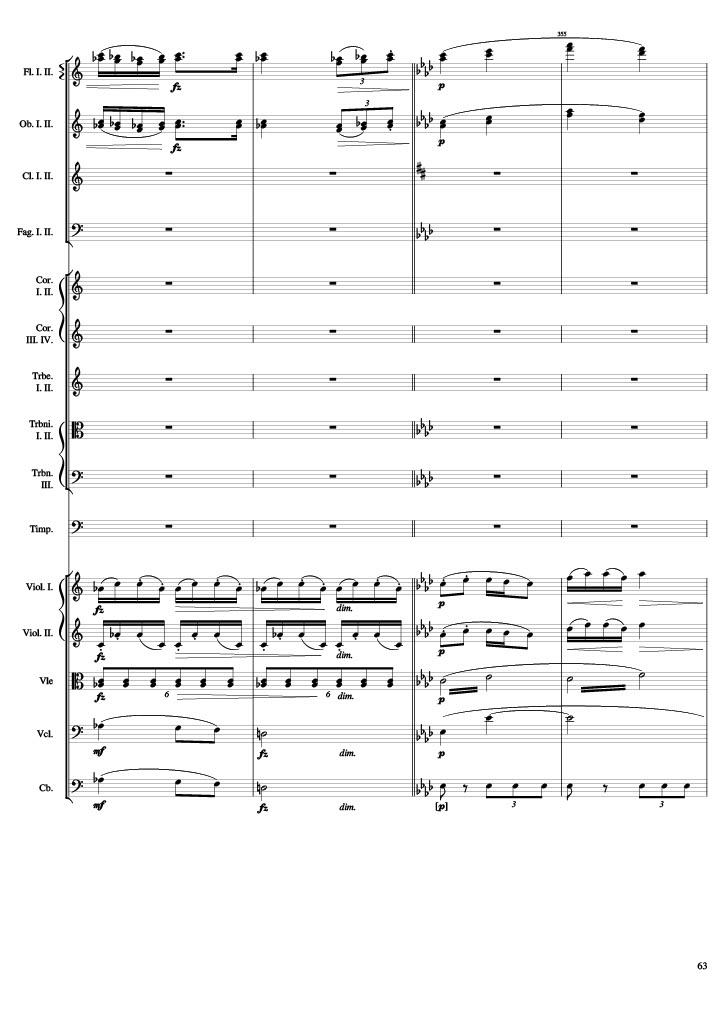 355
Fl. I. II.
3
fz
p
3
Ob. I. II.
fz
p
Cl. I. II.
Fag. I. II.
Cor.
I. II.
Cor.
III. IV.
Trbe.
I. II.
Trbni.
I. II.
Trbn.
III.
Timp.
Viol. I.
fz
dim.
p
Viol. II.
fz
dim.
p
Vle
fz
6
6
dim.
p
Vcl.
mf
fz
dim.
p
Cb.
3
3
mf
fz
dim.
[p]
63